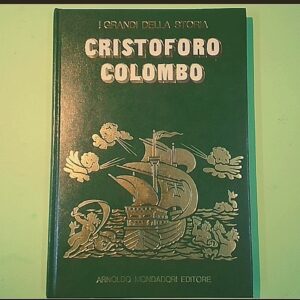 I GRANDI DELLA STORIA
CRISTOFORO
COLOMBO
ARNOLDO MONDADORI EDITORE